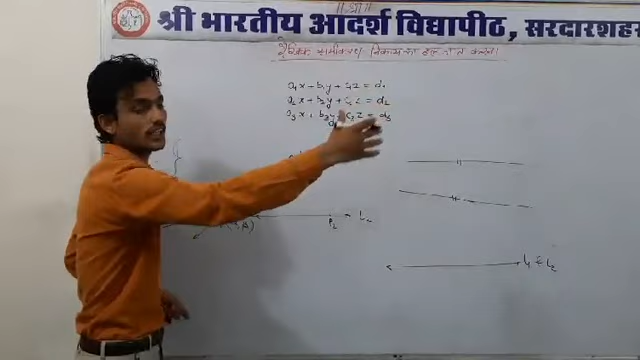 ॥ श्री ॥
श्री भारतीय आदर्श विद्यापीठ, सरदारशहर
रैखिक समीकरण निकाय का हल ज्ञात करना
a₁x + b₁y + c₁z = d₁
a₂x + b₂y + c₂z = d₂
a₃x + b₃y + c₃z = d₃
P₂ L₂
L₁ & L₂